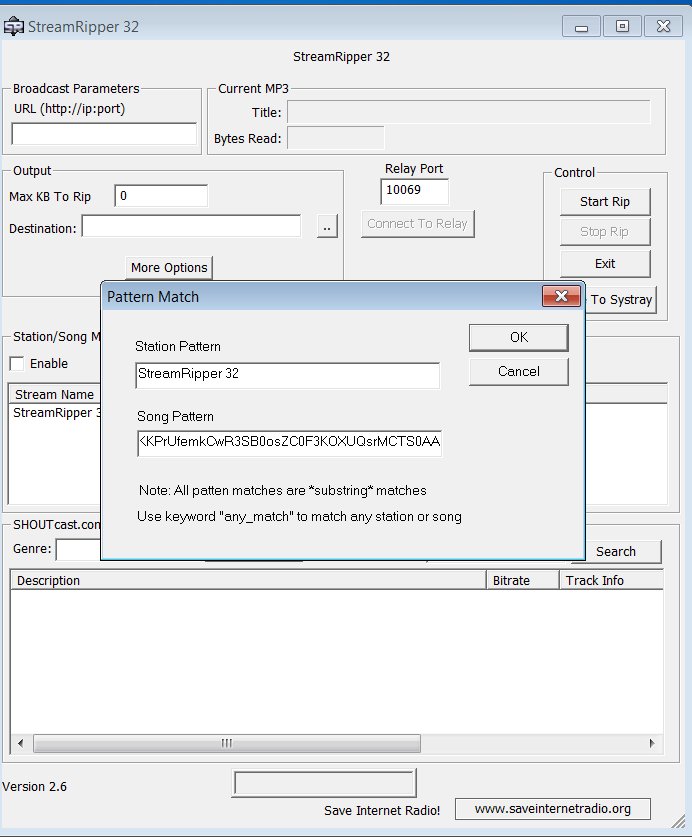 StreamRipper 32
StreamRipper 32
Broadcast Parameters
URL (http://ip:port)
Current MP3
Title:
Bytes Read:
Output
Max KB To Rip 0
Destination: ..
More Options
Relay Port
10069
Connect To Relay
Control
Start Rip
Stop Rip
Exit
To Systray
Pattern Match
Station Pattern
StreamRipper 32
Song Pattern
KKPrUfemkCwR3SB0osZC0F3KOXUQsrMCTS0AA
Note: All patten matches are *substring* matches
Use keyword "any_match" to match any station or song
OK
Cancel
Station/Song M
Enable
Stream Name
StreamRipper 3
SHOUTcast.com
Genre:
Search
Description Bitrate Track Info
Version 2.6
Save Internet Radio! www.saveinternetradio.org